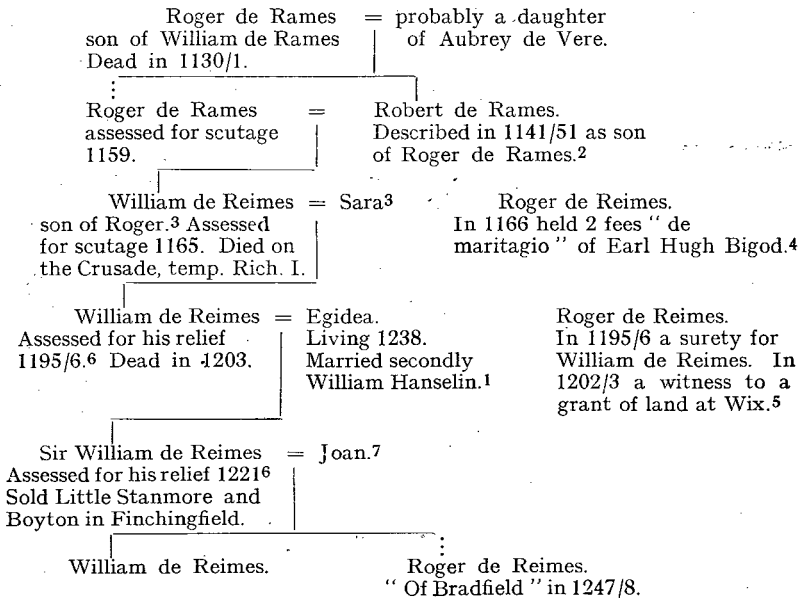 Roger de Rames = probably a daughter
son of William de Rames of Aubrey de Vere.
Dead in 1130/1.
Roger de Rames = Robert de Rames.
assessed for scutage Described in 1141/51 as son
1159. of Roger de Rames.2
William de Reimes = Sara3 Roger de Reimes.
son of Roger.3 Assessed In 1166 held 2 fees “ de
for scutage 1165. Died on maritagio ” of Earl Hugh Bigod.4
the Crusade, temp. Rich. I.
William de Reimes = Egidea. Roger de Reimes.
Assessed for his relief Living 1238. In 1195/6 a surety for
1195/6.6 Dead in 1203. Married secondly William de Reimes. In
William Hanselin.1 1202/3 a witness to a
grant of land at Wix.5
Sir William de Reimes = Joan.7
Assessed for his relief 12216
Sold Little Stanmore and
Boyton in Finchingfield.
William de Reimes. Roger de Reimes.
“ Of Bradfield ” in 1247/8.